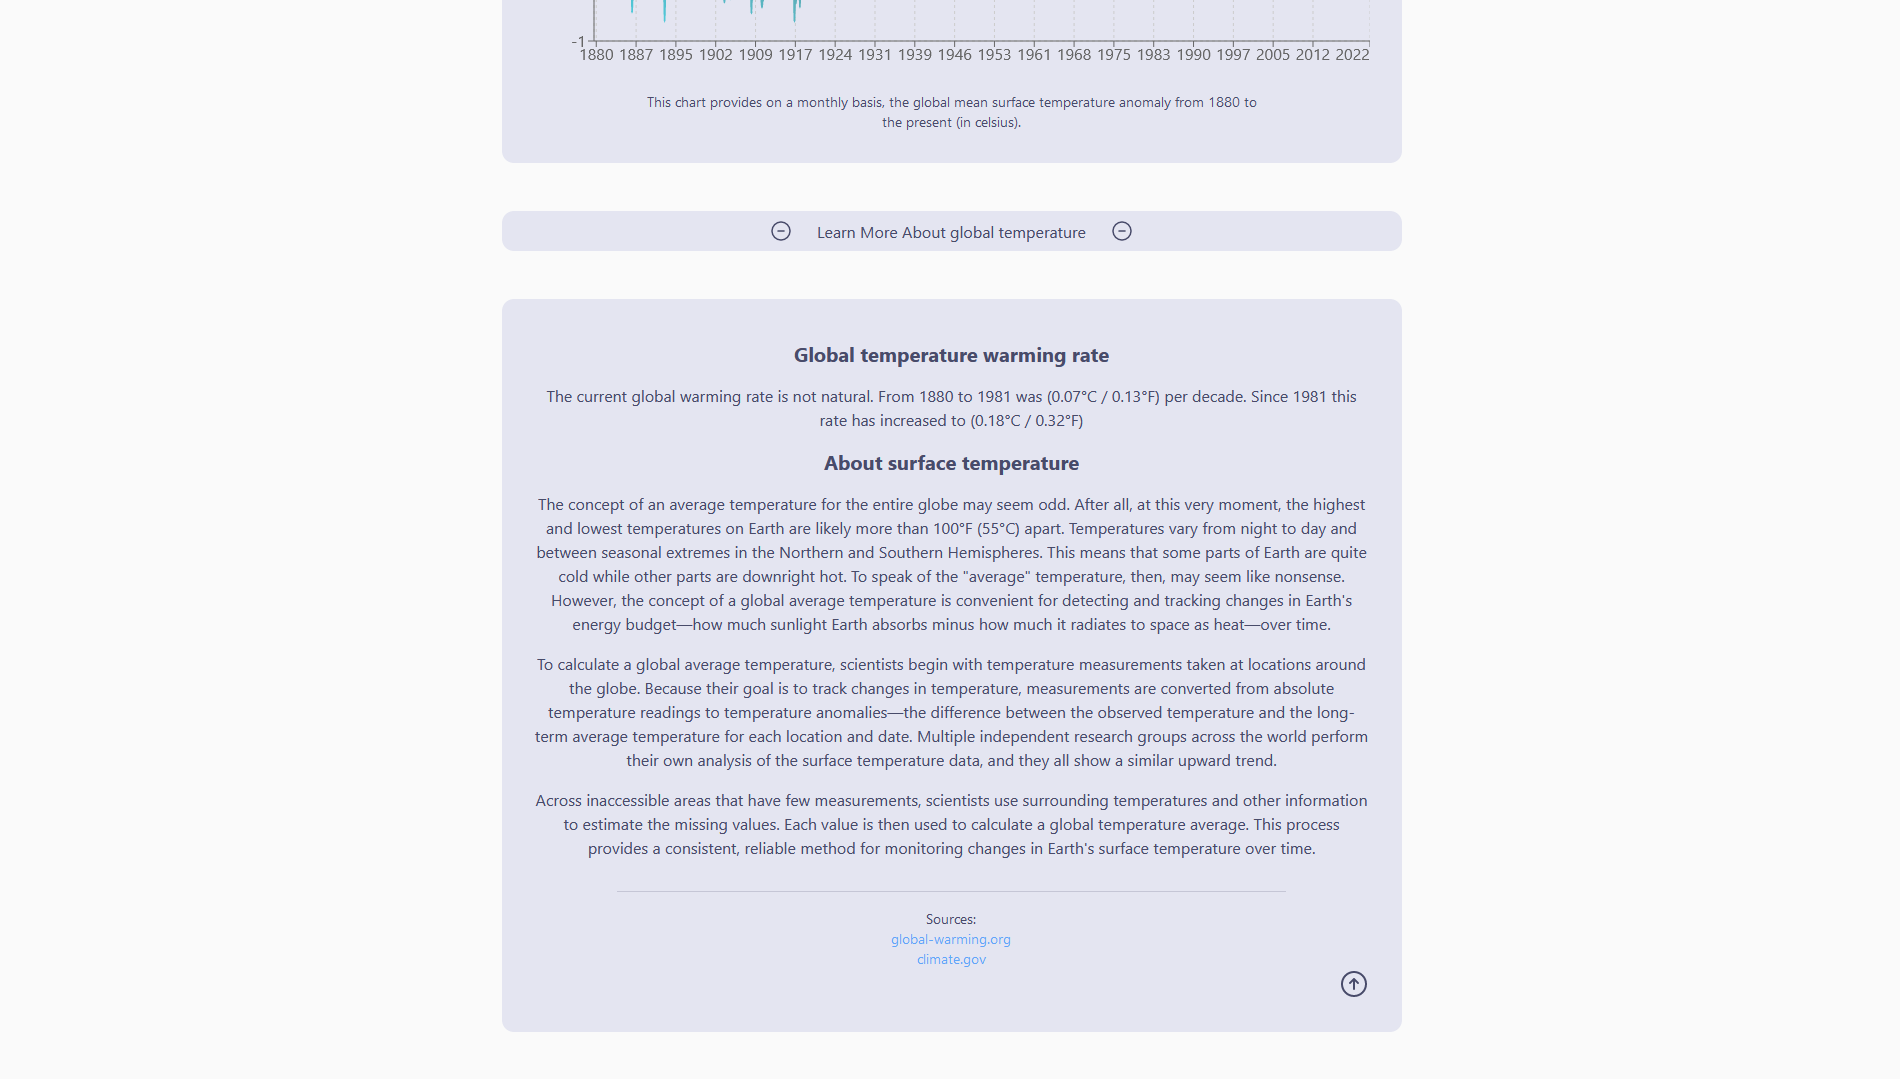 -1
1880 1887 1895 1902 1909 1917 1924 1931 1939 1946 1953 1961 1968 1975 1983 1990 1997 2005 2012 2022
This chart provides on a monthly basis, the global mean surface temperature anomaly from 1880 to
the present (in celsius).
Learn More About global temperature
Global temperature warming rate
The current global warming rate is not natural. From 1880 to 1981 was (0.07°C / 0.13°F) per decade. Since 1981 this
rate has increased to (0.18°C / 0.32°F)
About surface temperature
The concept of an average temperature for the entire globe may seem odd. After all, at this very moment, the highest
and lowest temperatures on Earth are likely more than 100°F (55°C) apart. Temperatures vary from night to day and
between seasonal extremes in the Northern and Southern Hemispheres. This means that some parts of Earth are quite
cold while other parts are downright hot. To speak of the "average" temperature, then, may seem like nonsense.
However, the concept of a global average temperature is convenient for detecting and tracking changes in Earth's
energy budget—how much sunlight Earth absorbs minus how much it radiates to space as heat—over time.
To calculate a global average temperature, scientists begin with temperature measurements taken at locations around
the globe. Because their goal is to track changes in temperature, measurements are converted from absolute
temperature readings to temperature anomalies—the difference between the observed temperature and the long-
term average temperature for each location and date. Multiple independent research groups across the world perform
their own analysis of the surface temperature data, and they all show a similar upward trend.
Across inaccessible areas that have few measurements, scientists use surrounding temperatures and other information
to estimate the missing values. Each value is then used to calculate a global temperature average. This process
provides a consistent, reliable method for monitoring changes in Earth's surface temperature over time.
Sources:
global-warming.org
climate.gov